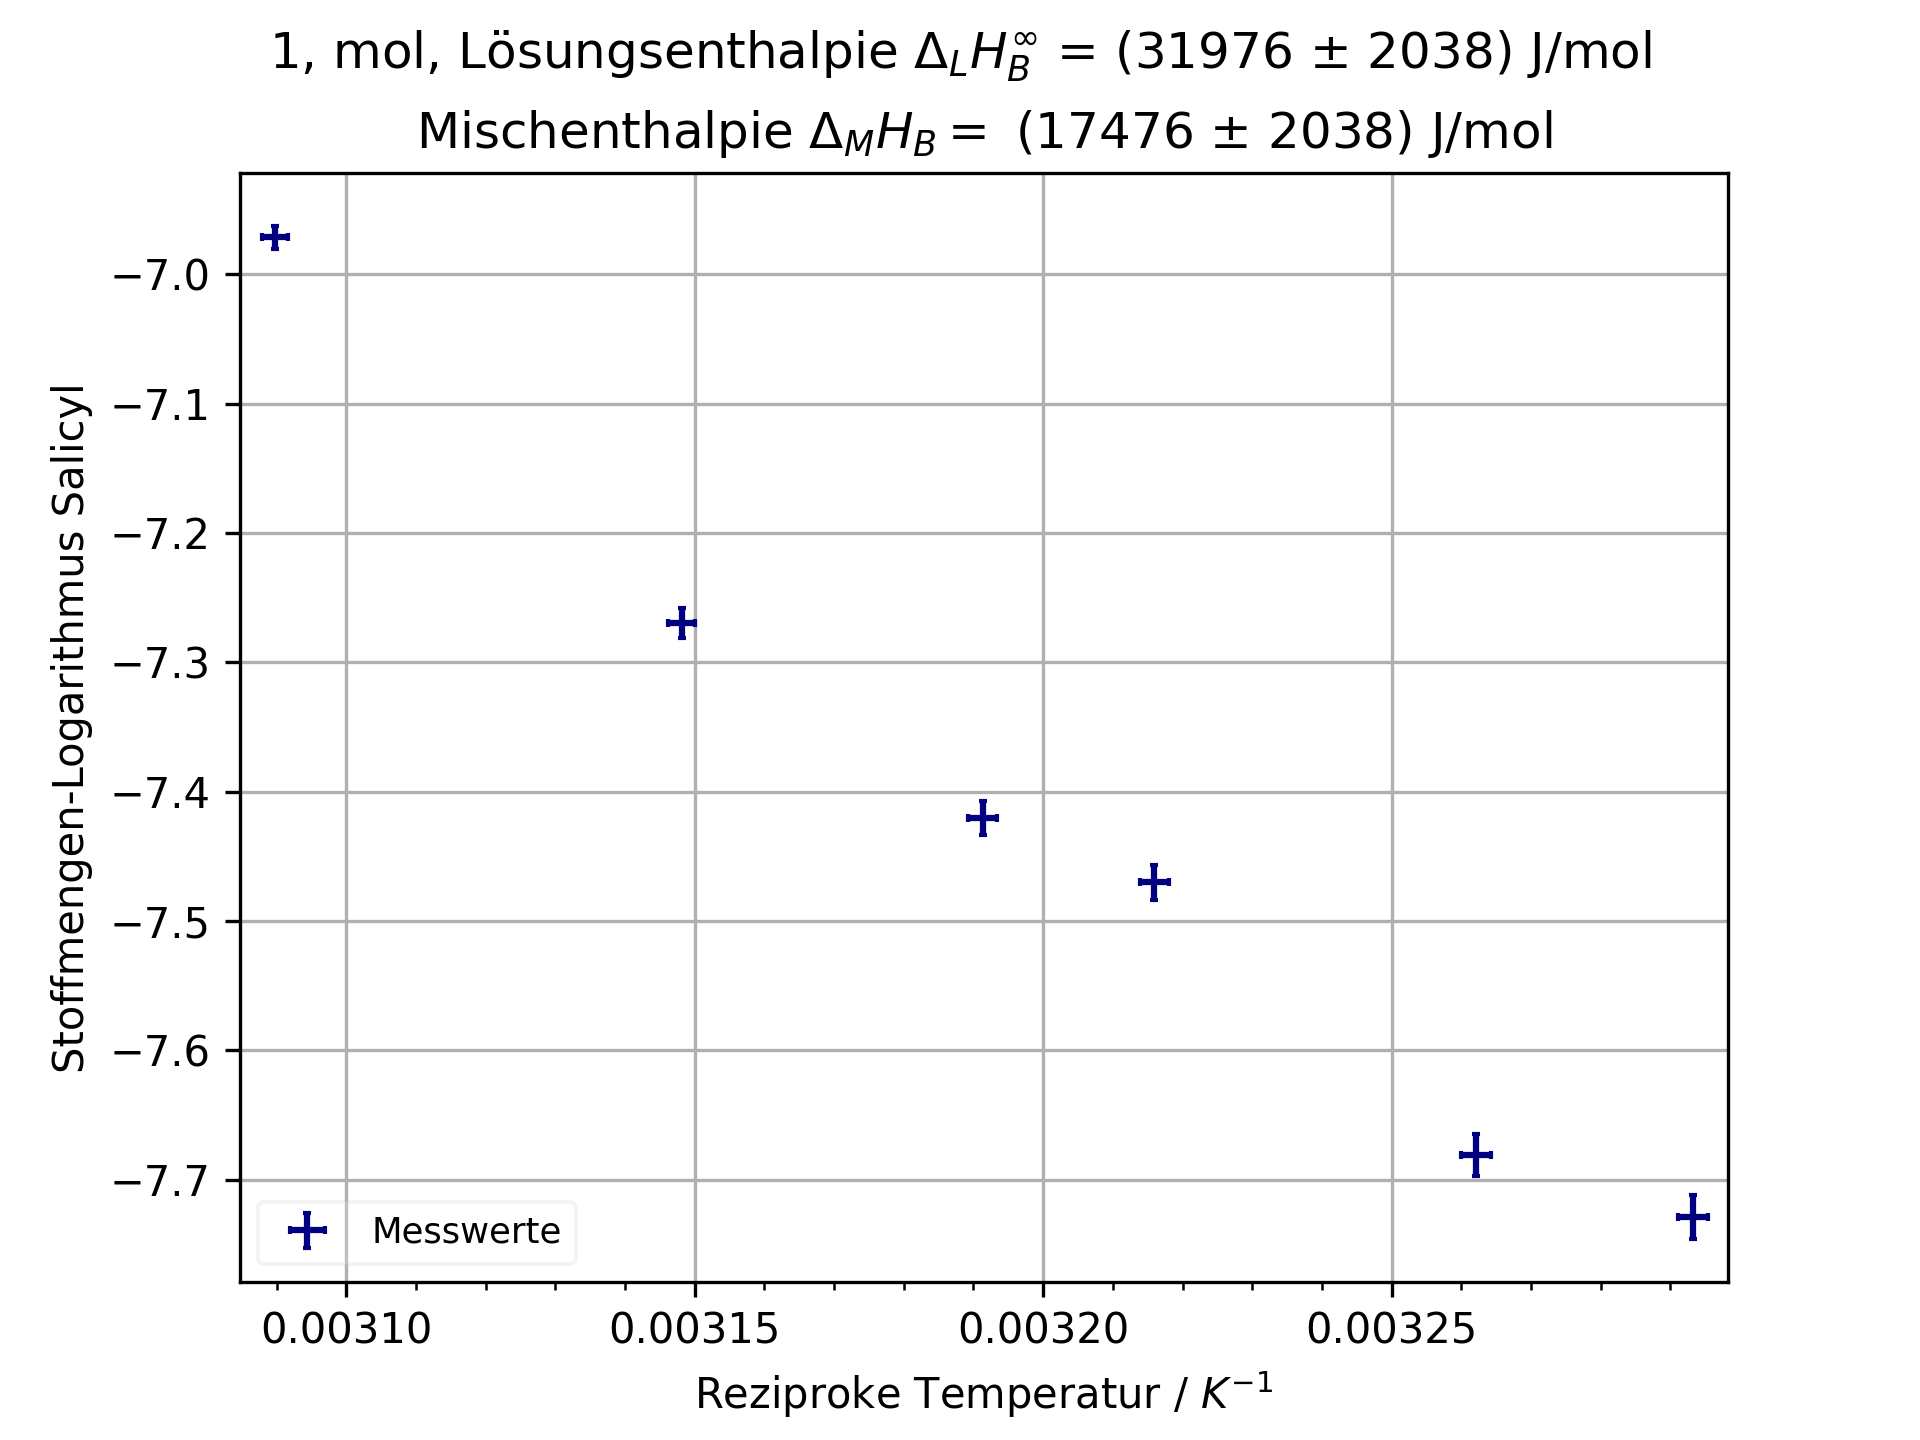 1, mol, Lösungsenthalpie Δ_L H_B^∞ = (31976 ± 2038) J/mol
Mischenthalpie Δ_M H_B = (17476 ± 2038) J/mol
Stoffmengen-Logarithmus Salicyl
−7.0
−7.1
−7.2
−7.3
−7.4
−7.5
−7.6
−7.7
Messwerte
0.00310 0.00315 0.00320 0.00325
Reziproke Temperatur / K⁻¹